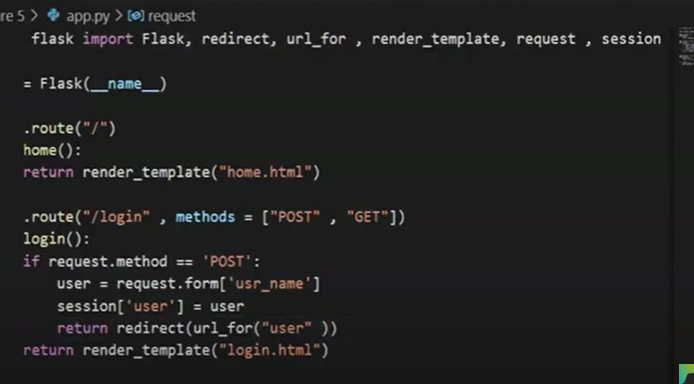 re 5 > app.py > request
flask import Flask, redirect, url_for , render_template, request , session
= Flask(__name__)
.route("/")
home():
return render_template("home.html")
.route("/login" , methods = ["POST" , "GET"])
login():
if request.method == 'POST':
user = request.form['usr_name']
session['user'] = user
return redirect(url_for("user" ))
return render_template("login.html")